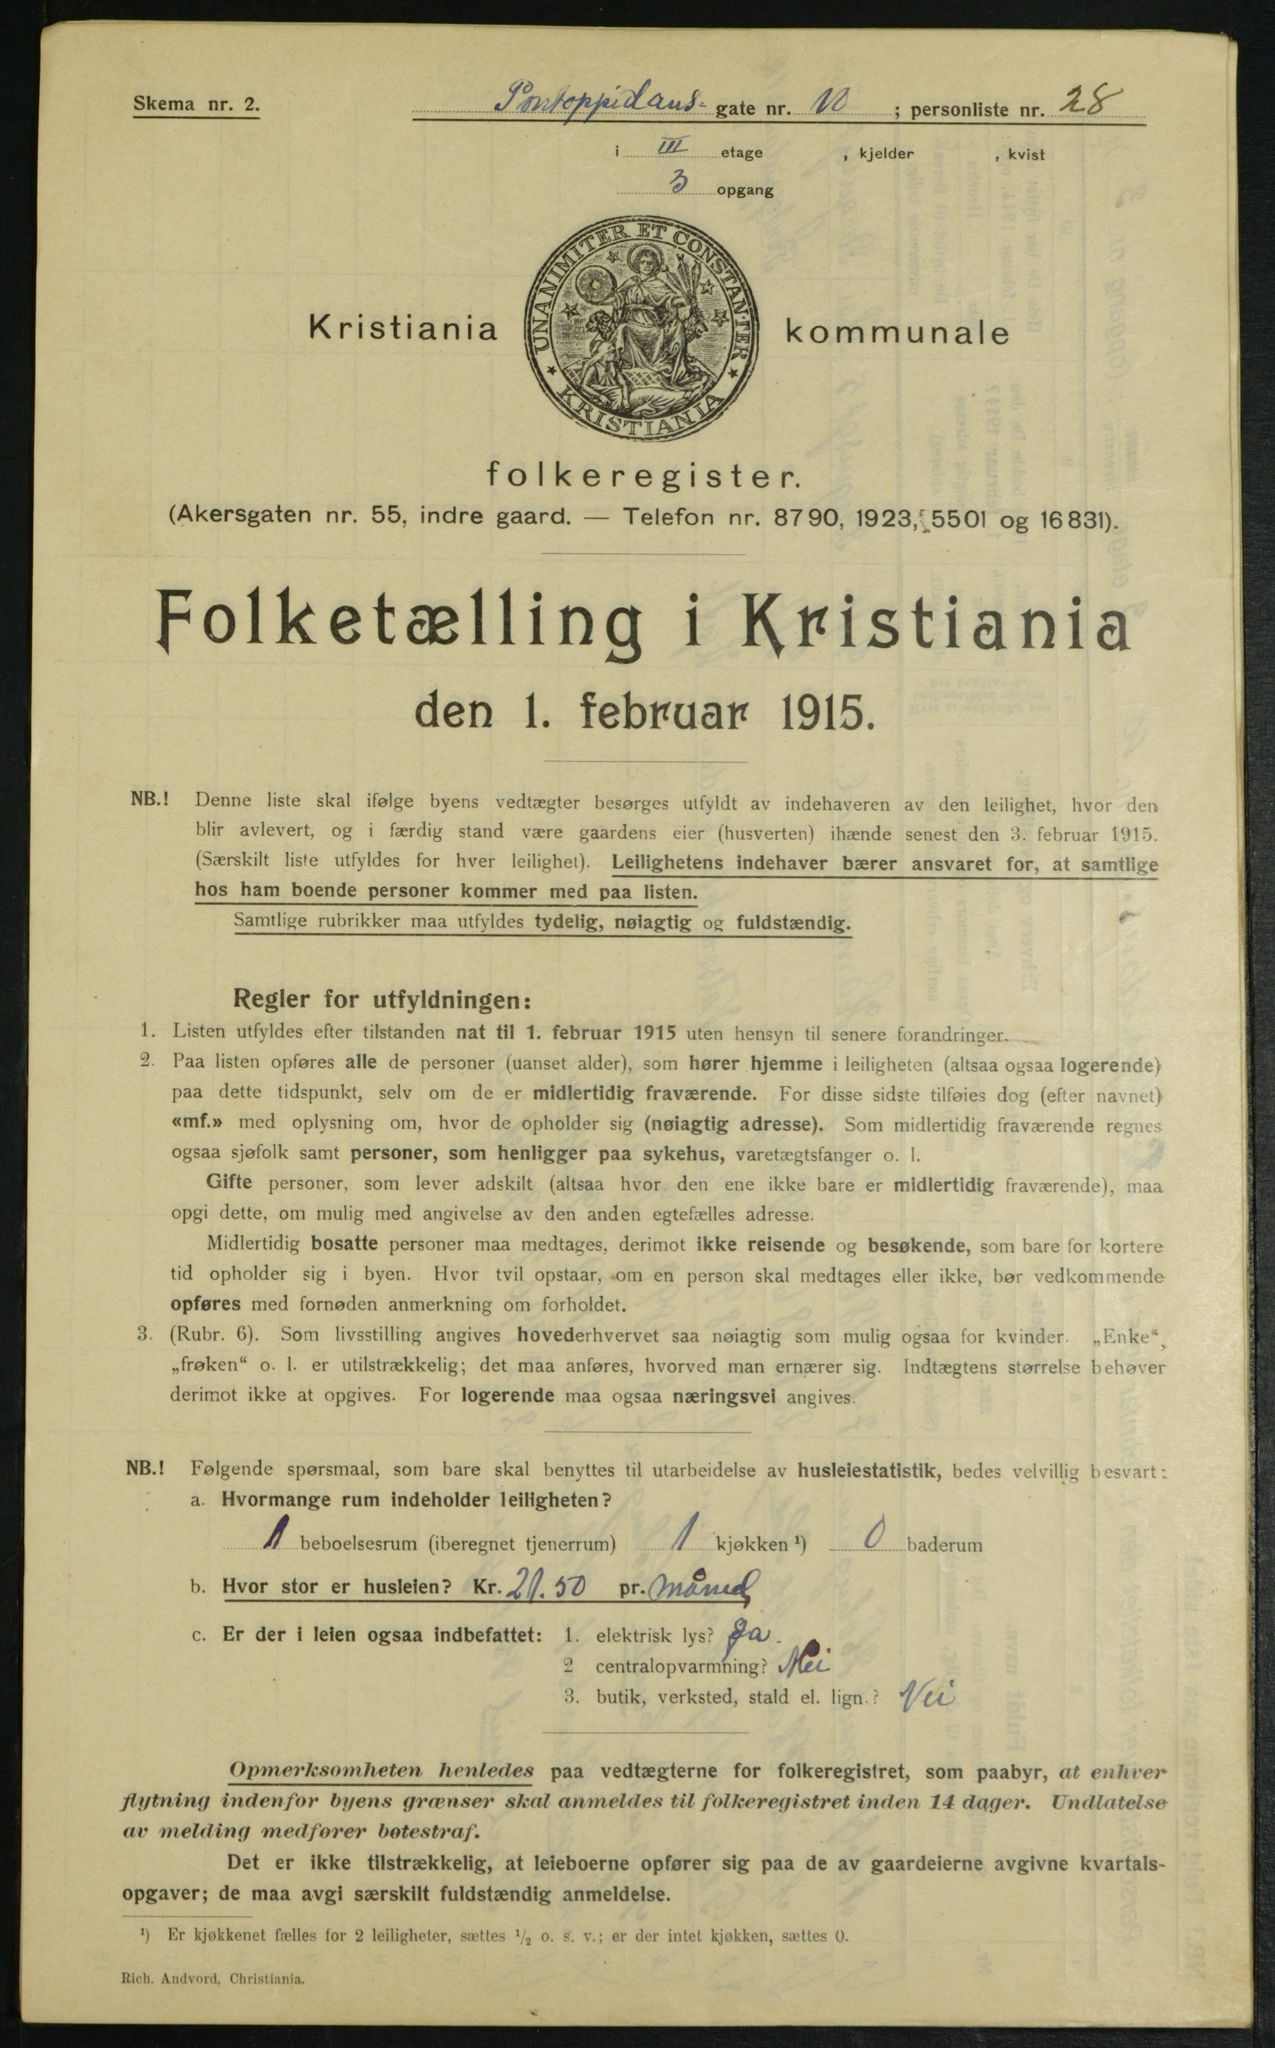 Skema nr. 2.
Pontoppidans- gate nr. 10 ; personliste nr. 28
i III etage , kjelder , kvist
3 opgang
UNANIMITER ET CONSTANTER
KRISTIANIA
Kristiania kommunale
folkeregister.
(Akersgaten nr. 55, indre gaard. — Telefon nr. 8790, 1923, 5501 og 16831).
Folketælling i Kristiania
den 1. februar 1915.
NB.! Denne liste skal ifølge byens vedtægter besørges utfyldt av indehaveren av den leilighet, hvor den
blir avlevert, og i færdig stand være gaardens eier (husverten) ihænde senest den 3. februar 1915.
(Særskilt liste utfyldes for hver leilighet). Leilighetens indehaver bærer ansvaret for, at samtlige
hos ham boende personer kommer med paa listen.
Samtlige rubrikker maa utfyldes tydelig, nøiagtig og fuldstændig.
Regler for utfyldningen:
1. Listen utfyldes efter tilstanden nat til 1. februar 1915 uten hensyn til senere forandringer.
2. Paa listen opføres alle de personer (uanset alder), som hører hjemme i leiligheten (altsaa ogsaa logerende)
paa dette tidspunkt, selv om de er midlertidig fraværende. For disse sidste tilføies dog (efter navnet)
«mf.» med oplysning om, hvor de opholder sig (nøiagtig adresse). Som midlertidig fraværende regnes
ogsaa sjøfolk samt personer, som henligger paa sykehus, varetægtsfanger o. l.
Gifte personer, som lever adskilt (altsaa hvor den ene ikke bare er midlertidig fraværende), maa
opgi dette, om mulig med angivelse av den anden egtefælles adresse.
Midlertidig bosatte personer maa medtages, derimot ikke reisende og besøkende, som bare for kortere
tid opholder sig i byen. Hvor tvil opstaar, om en person skal medtages eller ikke, bør vedkommende
opføres med fornøden anmerkning om forholdet.
3. (Rubr. 6). Som livsstilling angives hovederhvervet saa nøiagtig som mulig ogsaa for kvinder. „Enke“,
„frøken“ o. l. er utilstrækkelig; det maa anføres, hvorved man ernærer sig. Indtægtens størrelse behøver
derimot ikke at opgives. For logerende maa ogsaa næringsvei angives.
NB.! Følgende spørsmaal, som bare skal benyttes til utarbeidelse av husleiestatistik, bedes velvillig besvart:
a. Hvormange rum indeholder leiligheten?
1 beboelsesrum (iberegnet tjenerrum) 1 kjøkken ¹) 0 baderum
b. Hvor stor er husleien? Kr. 21.50 pr. måned
c. Er der i leien ogsaa indbefattet: 1. elektrisk lys? Ja.
2 centralopvarmning? Nei
3. butik, verksted, stald el. lign.? Nei
Opmerksomheten henledes paa vedtægterne for folkeregistret, som paabyr, at enhver
flytning indenfor byens grænser skal anmeldes til folkeregistret inden 14 dager. Undlatelse
av melding medfører bøtestraf.
Det er ikke tilstrækkelig, at leieboerne opfører sig paa de av gaardeierne avgivne kvartals-
opgaver; de maa avgi særskilt fuldstændig anmeldelse.
¹) Er kjøkkenet fælles for 2 leiligheter, sættes ½ o. s. v.; er der intet kjøkken, sættes 0.
Rich. Andvord, Christiania.